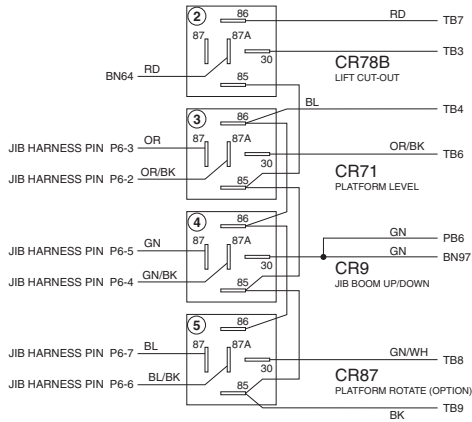 2 86 RD TB7
87 87A 30 TB3
CR78B
LIFT CUT-OUT
BN64 RD 85
3 86 BL TB4
JIB HARNESS PIN P6-3 OR 87 87A 30 OR/BK TB6
JIB HARNESS PIN P6-2 OR/BK 85
CR71
PLATFORM LEVEL
4 86 GN PB6
JIB HARNESS PIN P6-5 GN 87 87A 30 GN BN97
JIB HARNESS PIN P6-4 GN/BK 85
CR9
JIB BOOM UP/DOWN
5 86
JIB HARNESS PIN P6-7 BL 87 87A 30 GN/WH TB8
JIB HARNESS PIN P6-6 BL/BK 85
CR87
PLATFORM ROTATE (OPTION)
BK TB9